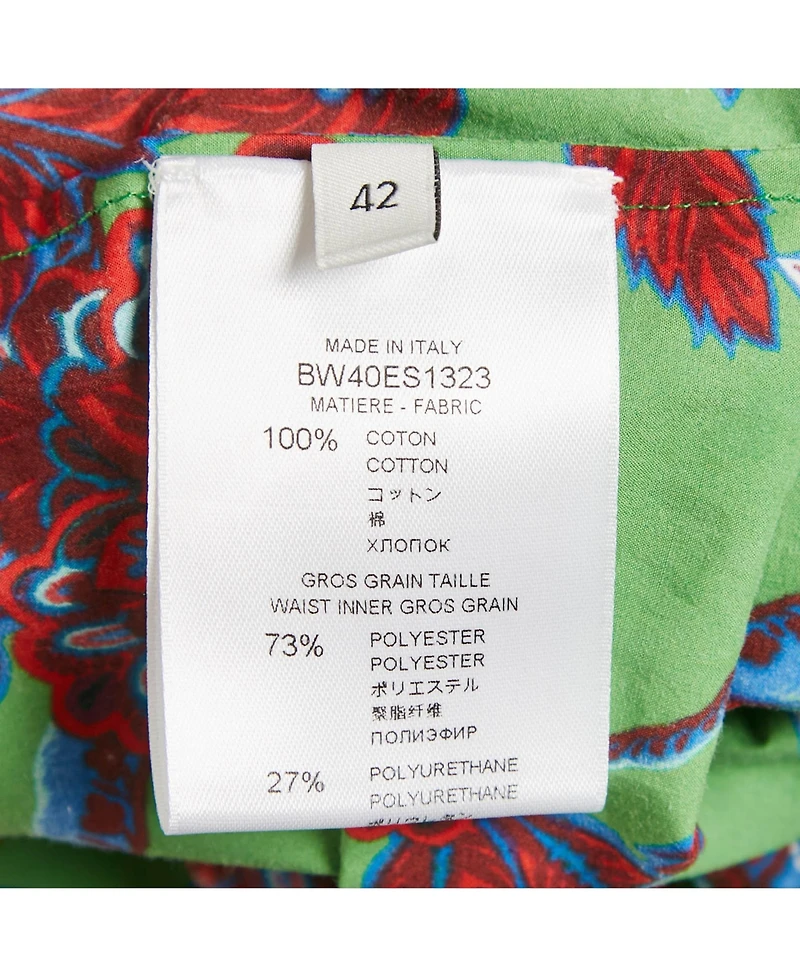 42
MADE IN ITALY
BW40ES1323
MATIERE - FABRIC
100% COTON
COTTON
コットン
棉
ХЛОПОК
GROS GRAIN TAILLE
WAIST INNER GROS GRAIN
73% POLYESTER
POLYESTER
ポリエステル
聚脂纤维
ПОЛИЭФИР
27% POLYURETHANE
POLYURETHANE